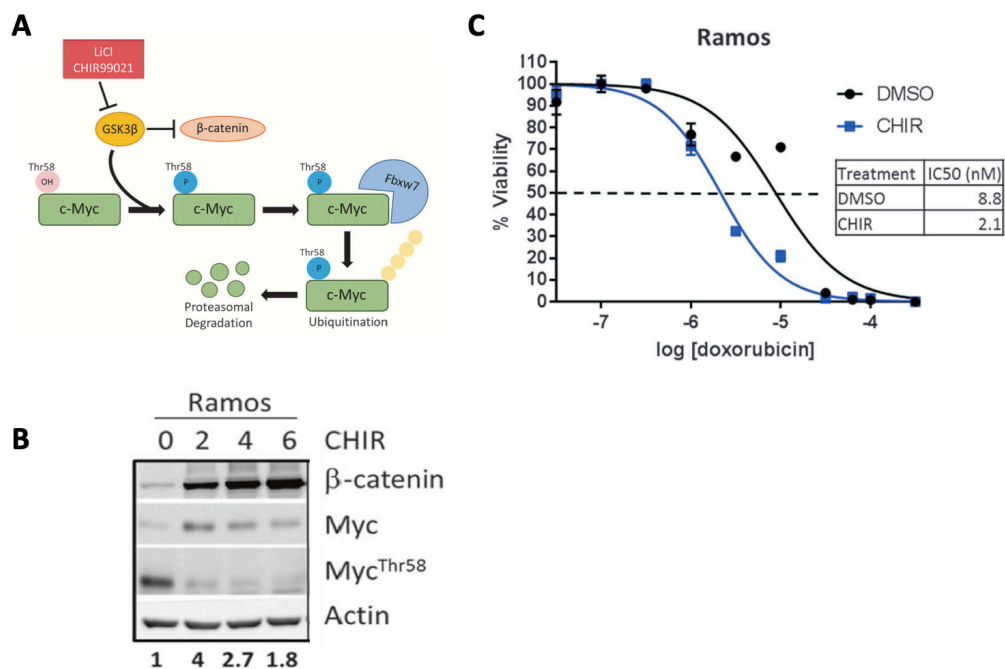 A
LiCl
CHIR99021
GSK3β
β-catenin
Thr58
OH
c-Myc
Thr58
P
c-Myc
Thr58
P
c-Myc
Fbxw7
Thr58
P
c-Myc
Proteasomal
Degradation
Ubiquitination
C
Ramos
100
90
80
70
60
50
40
30
20
10
0
% Viability
-7
-6
-5
-4
log [doxorubicin]
DMSO
CHIR
Treatment IC50 (nM)
DMSO 8.8
CHIR 2.1
B
Ramos
0 2 4 6 CHIR
β-catenin
Myc
Myc^Thr58
Actin
1 4 2.7 1.8